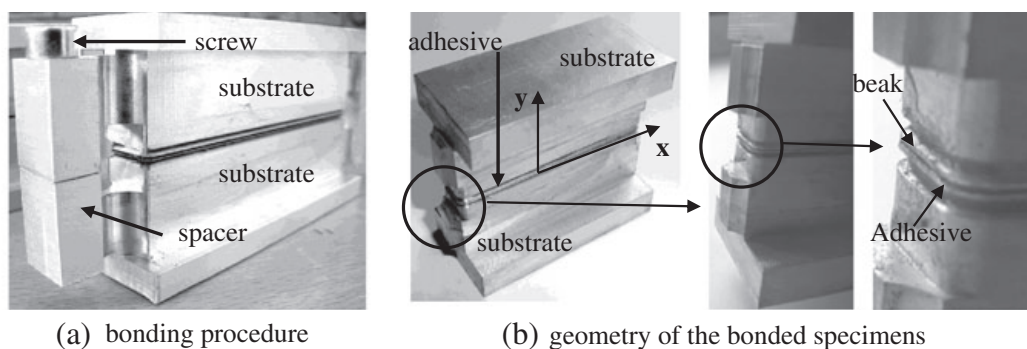 screw
substrate
substrate
spacer
(a) bonding procedure
adhesive
substrate
y
x
substrate
beak
Adhesive
(b) geometry of the bonded specimens